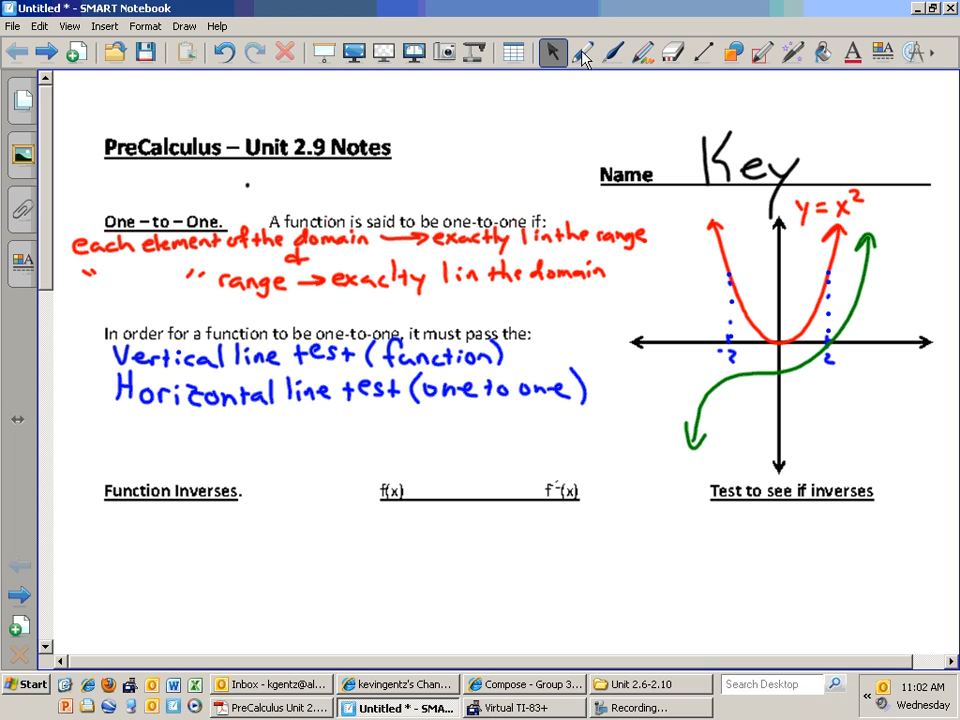 Untitled * - SMART Notebook
File Edit View Insert Format Draw Help
PreCalculus – Unit 2.9 Notes
Name Key
One – to – One. A function is said to be one-to-one if:
y = x²
each element of the domain → exactly 1 in the range
&
" " range → exaclty 1 in the domain
In order for a function to be one-to-one, it must pass the:
Vertical line test (function)
-2 2
Horizontal line test (one to one)
Function Inverses. f(x) f⁻(x) Test to see if inverses
Start Inbox - kgentz@al... kevingentz's Chan... Compose - Group 3... Unit 2.6-2.10 Search Desktop 11:02 AM
PreCalculus Unit 2.... Untitled * - SMA... Virtual TI-83+ Recording... Wednesday